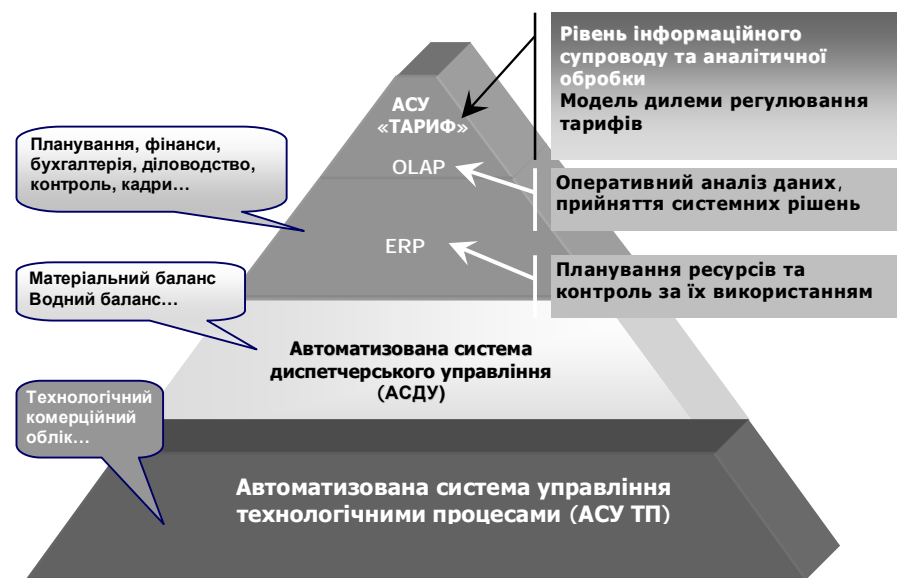 Рівень інформаційного
супроводу та аналітичної
обробки
Модель дилеми регулювання
тарифів
АСУ
«ТАРИФ»
OLAP
Планування, фінанси,
бухгалтерія, діловодство,
контроль, кадри…
Оперативний аналіз даних,
прийняття системних рішень
ERP
Планування ресурсів та
контроль за їх використанням
Матеріальний баланс
Водний баланс…
Автоматизована система
диспетчерського управління
(АСДУ)
Технологічний
комерційний
облік…
Автоматизована система управління
технологічними процесами (АСУ ТП)